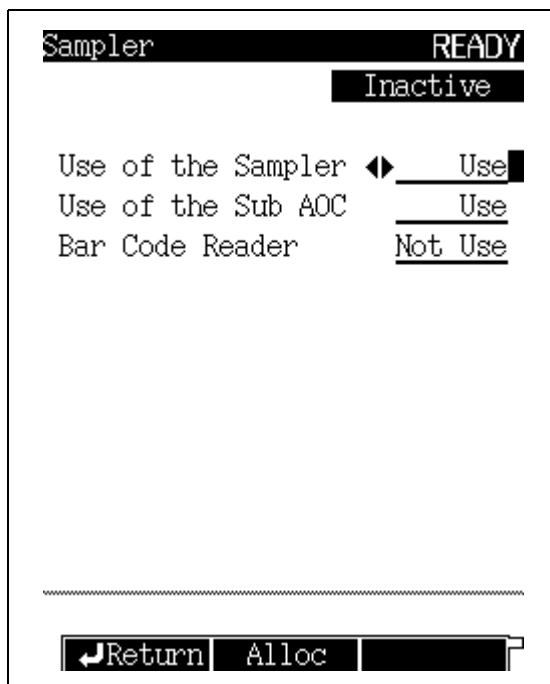 Sampler READY
Inactive
Use of the Sampler ◆ Use
Use of the Sub AOC Use
Bar Code Reader Not Use
↵Return Alloc